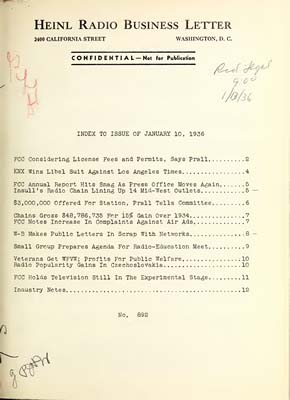 HEINL RADIO BUSINESS LETTER
2400 CALIFORNIA STREET WASHINGTON, D. C.
CONFIDENTIAL—Not for Publication
1/13/36
INDEX TO ISSUE OF JANUARY 10, 1936
FCC Considering License Fees and Permits, Says Prall..........2
KNX Wins Libel Suit Against Los Angeles Times.................4
FCC Annual Report Hits Snag As Press Office Moves Again.......5
Insull's Radio Chain Lining Up 14 Mid-West Outlets............5
$3,000,000 Offered For Station, Prall Tells Committee.........6
Chains Gross $48,786,735 For 15% Gain Over 1934...............7
FCC Notes Increase In Complaints Against Air Ads..............7
W-B Makes Public Letters In Scrap With Networks...............8
Small Group Prepares Agenda For Radio-Education Meet..........9
Veterans Get WFVW; Profits For Public Welfare................10
Radio Popularity Gains In Czechoslovakia.....................10
FCC Holds Television Still In The Experimental Stage.........11
Industry Notes...............................................12
No. 892